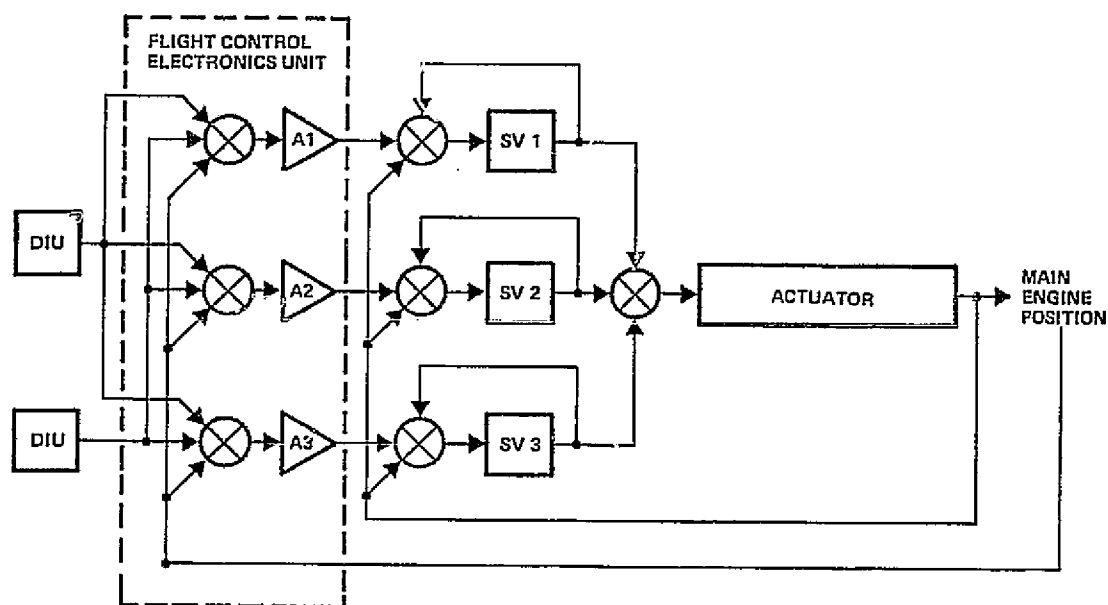 FLIGHT CONTROL
ELECTRONICS UNIT
A1
SV 1
DIU
A2
SV 2
ACTUATOR
MAIN
ENGINE
POSITION
DIU
A3
SV 3